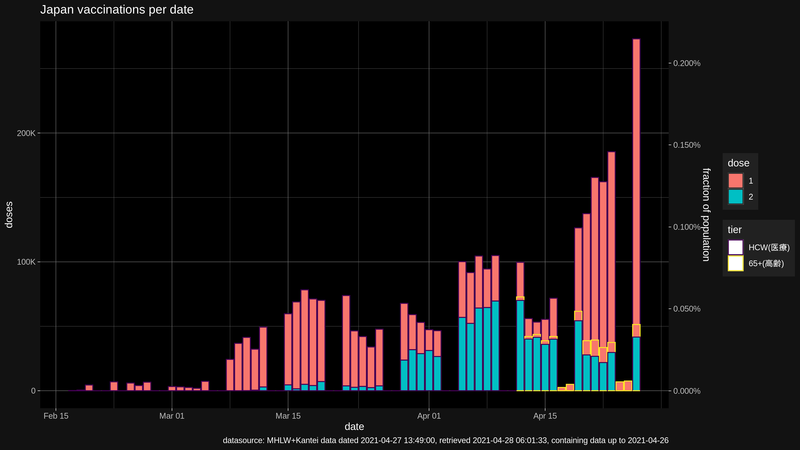 Japan vaccinations per date
200K
100K
0
doses
0.200%
0.150%
0.100%
0.050%
0.000%
fraction of population
Feb 15
Mar 01
Mar 15
Apr 01
Apr 15
date
dose
1
2
tier
HCW(医療)
65+(高齢)
datasource: MHLW+Kantei data dated 2021-04-27 13:49:00, retrieved 2021-04-28 06:01:33, containing data up to 2021-04-26